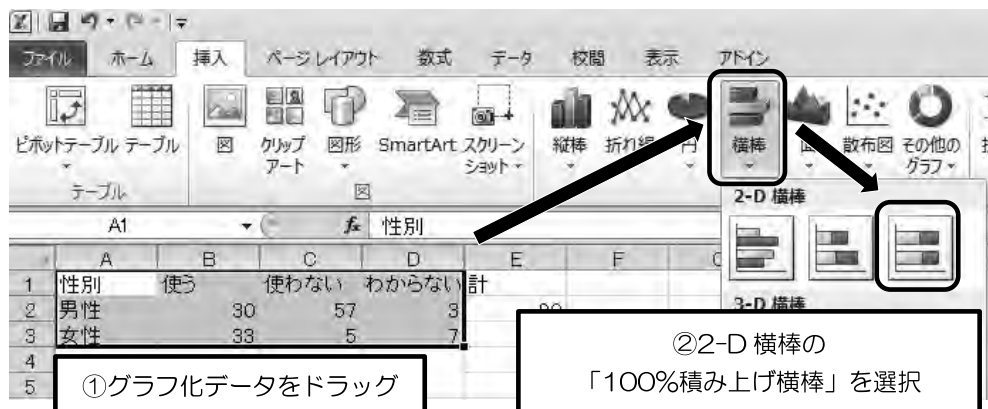 ファイル ホーム 挿入 ページ レイアウト 数式 データ 校閲 表示 アドイン
ピボットテーブル テーブル 図 クリップ アート 図形 SmartArt スクリーン ショット 縦棒 折れ線 円 横棒 面 散布図 その他の グラフ
テーブル 図
2-D 横棒
A1 fx 性別
A B C D E F
1 性別 使う 使わない わからない 計
2 男性 30 57 3
3 女性 33 5 7
4
5
3-D 横棒
①グラフ化データをドラッグ
②2-D 横棒の
「100%積み上げ横棒」を選択